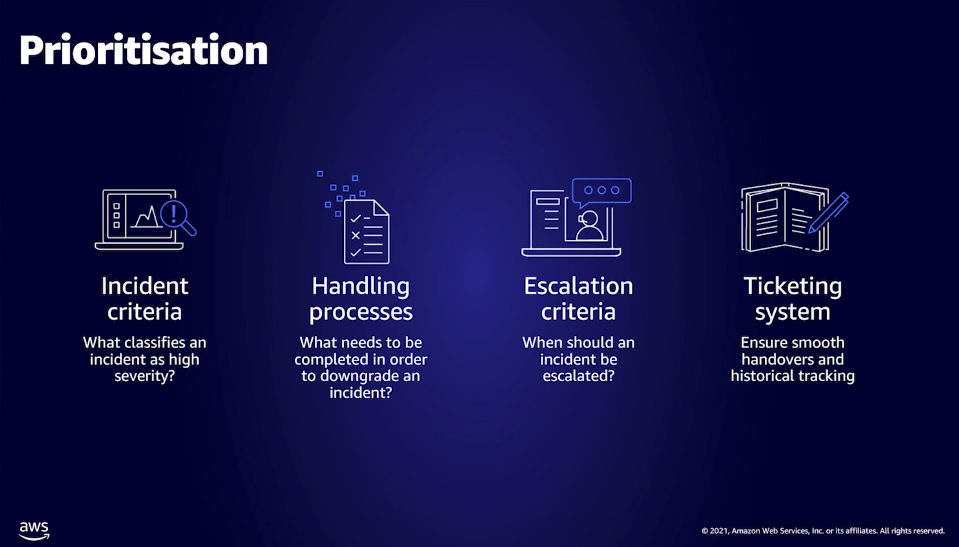 Prioritisation
Incident
criteria
What classifies an
incident as high
severity?
Handling
processes
What needs to be
completed in order
to downgrade an
incident?
Escalation
criteria
When should an
incident be
escalated?
Ticketing
system
Ensure smooth
handovers and
historical tracking
aws
© 2021, Amazon Web Services, Inc. or its affiliates. All rights reserved.